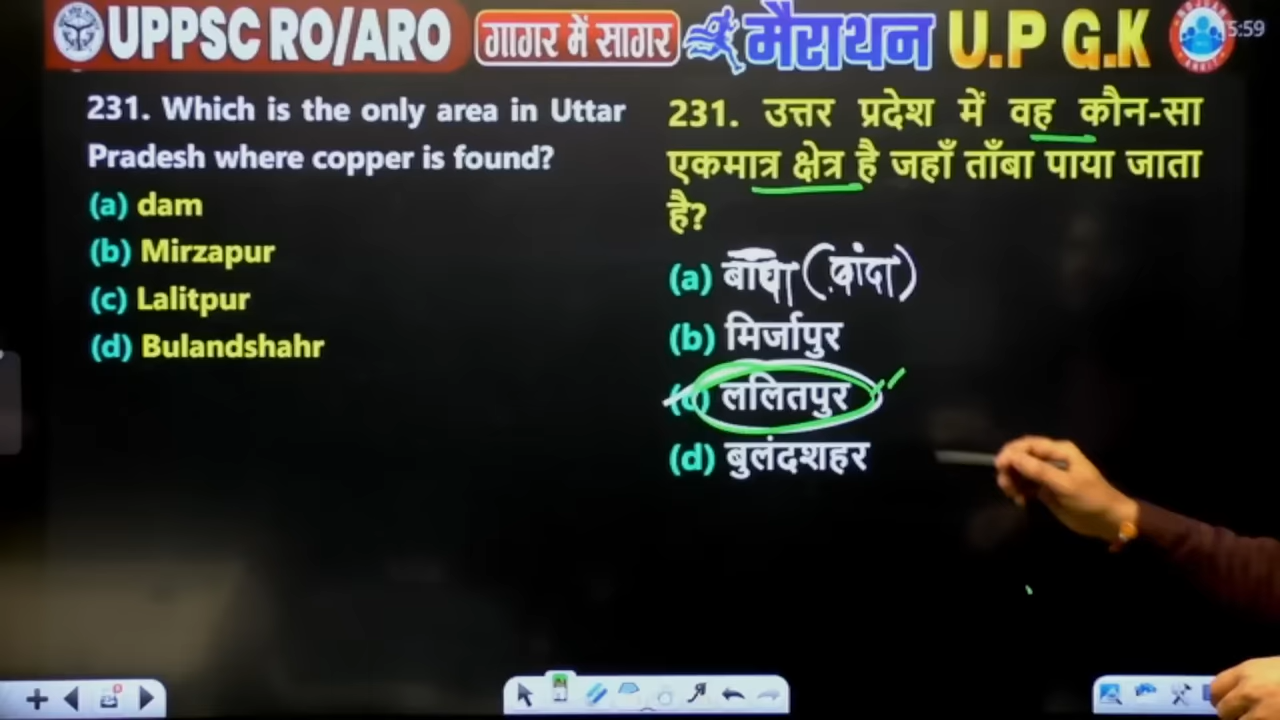 UPPSC RO/ARO गागर में सागर मैराथन U.P G.K
5:59
231. Which is the only area in Uttar
Pradesh where copper is found?
(a) dam
(b) Mirzapur
(c) Lalitpur
(d) Bulandshahr
231. उत्तर प्रदेश में वह कौन-सा
एकमात्र क्षेत्र है जहाँ ताँबा पाया जाता
है?
(a) (बांदा)
(b) मिर्जापुर
(c) ललितपुर
(d) बुलंदशहर